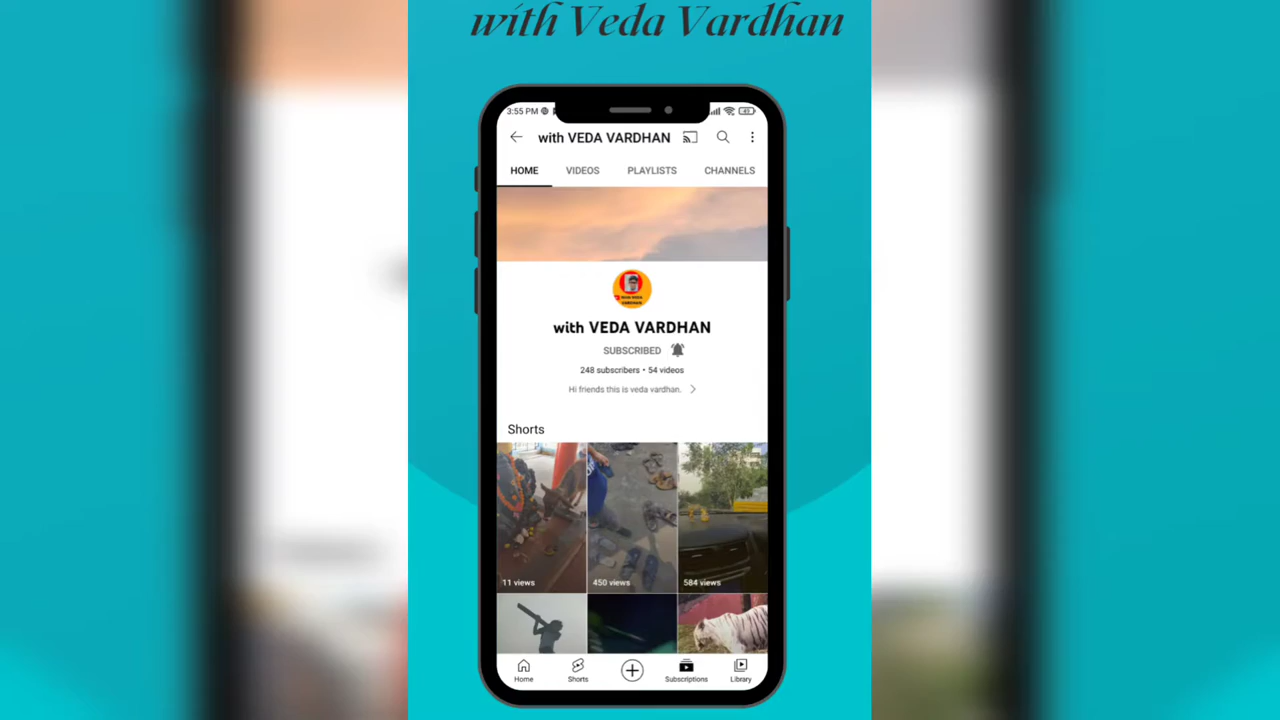 with Veda Vardhan
3:55 PM
with VEDA VARDHAN
HOME VIDEOS PLAYLISTS CHANNELS
with VEDA VARDHAN
SUBSCRIBED
248 subscribers • 54 videos
Hi friends this is veda vardhan.
Shorts
11 views 450 views 584 views
Home Shorts Subscriptions Library